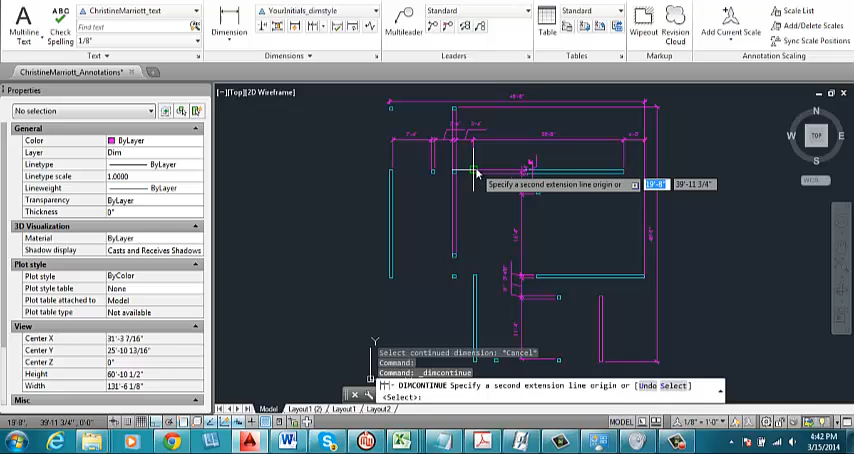 Multiline Text
ABC
Check Spelling
ChristineMarriott_text
Find text
1/8"
Text
Dimension
YourInitials_dimstyle
Dimensions
Multileader
Standard
Leaders
Table
Standard
Tables
Wipeout
Revision Cloud
Markup
Add Current Scale
Scale List
Add/Delete Scales
Sync Scale Positions
Annotation Scaling
ChristineMarriott_Annotations*
Properties
No selection
General
Color ByLayer
Layer Dim
Linetype ByLayer
Linetype scale 1.0000
Lineweight ByLayer
Transparency ByLayer
Thickness 0"
3D Visualization
Material ByLayer
Shadow display Casts and Receives Shadows
Plot style
Plot style ByColor
Plot style table None
Plot table attached to Model
Plot table type Not available
View
Center X 31'-3 7/16"
Center Y 25'-10 13/16"
Center Z 0"
Height 60'-10 1/2"
Width 131'-6 1/8"
Misc
[−][Top][2D Wireframe]
N
W TOP E
S
WCS
Specify a second extension line origin or 19'-8" 39'-11 3/4"
Y
Select continued dimension: *Cancel*
Command:
Command: _dimcontinue
DIMCONTINUE Specify a second extension line origin or [Undo Select]
<Select>:
Model Layout1 (2) Layout1 Layout2
19'-8", 39'-11 3/4", 0'-0" MODEL 1/8" = 1'-0"
4:42 PM
3/15/2014